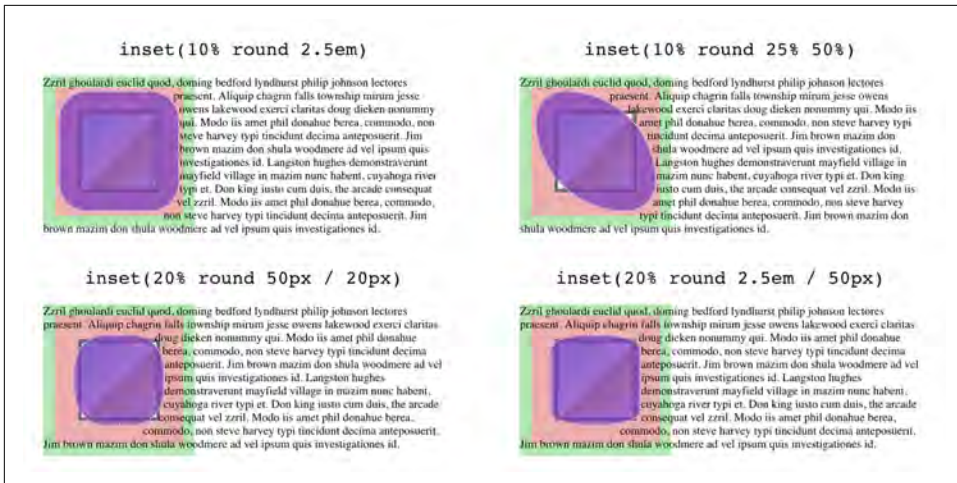 inset(10% round 2.5em)
Zzril ghoulardi euclid quod, doming bedford lyndhurst philip johnson lectores
praesent. Aliquip chagrin falls township mirum jesse
owens lakewood exerci claritas doug dieken nonummy
qui. Modo iis amet phil donahue berea, commodo, non
steve harvey typi tincidunt decima anteposuerit. Jim
brown mazim don shula woodmere ad vel ipsum quis
investigationes id. Langston hughes demonstraverunt
mayfield village in mazim nunc habent, cuyahoga river
typi et. Don king iusto cum duis, the arcade consequat
vel zzril. Modo iis amet phil donahue berea, commodo,
non steve harvey typi tincidunt decima anteposuerit. Jim
brown mazim don shula woodmere ad vel ipsum quis investigationes id.
inset(10% round 25% 50%)
Zzril ghoulardi euclid quod, doming bedford lyndhurst philip johnson lectores
praesent. Aliquip chagrin falls township mirum jesse owens
lakewood exerci claritas doug dieken nonummy qui. Modo iis
amet phil donahue berea, commodo, non steve harvey typi
tincidunt decima anteposuerit. Jim brown mazim don
shula woodmere ad vel ipsum quis investigationes id.
Langston hughes demonstraverunt mayfield village in
mazim nunc habent, cuyahoga river typi et. Don king
iusto cum duis, the arcade consequat vel zzril. Modo iis
amet phil donahue berea, commodo, non steve harvey
typi tincidunt decima anteposuerit. Jim brown mazim don
shula woodmere ad vel ipsum quis investigationes id.
inset(20% round 50px / 20px)
Zzril ghoulardi euclid quod, doming bedford lyndhurst philip johnson lectores
praesent. Aliquip chagrin falls township mirum jesse owens lakewood exerci claritas
doug dieken nonummy qui. Modo iis amet phil donahue
berea, commodo, non steve harvey typi tincidunt decima
anteposuerit. Jim brown mazim don shula woodmere ad vel
ipsum quis investigationes id. Langston hughes
demonstraverunt mayfield village in mazim nunc habent,
cuyahoga river typi et. Don king iusto cum duis, the arcade
consequat vel zzril. Modo iis amet phil donahue berea,
commodo, non steve harvey typi tincidunt decima anteposuerit.
Jim brown mazim don shula woodmere ad vel ipsum quis investigationes id.
inset(20% round 2.5em / 50px)
Zzril ghoulardi euclid quod, doming bedford lyndhurst philip johnson lectores
praesent. Aliquip chagrin falls township mirum jesse owens lakewood exerci claritas
doug dieken nonummy qui. Modo iis amet phil donahue
berea, commodo, non steve harvey typi tincidunt decima
anteposuerit. Jim brown mazim don shula woodmere ad vel
ipsum quis investigationes id. Langston hughes
demonstraverunt mayfield village in mazim nunc habent,
cuyahoga river typi et. Don king iusto cum duis, the arcade
consequat vel zzril. Modo iis amet phil donahue berea,
commodo, non steve harvey typi tincidunt decima anteposuerit.
Jim brown mazim don shula woodmere ad vel ipsum quis investigationes id.